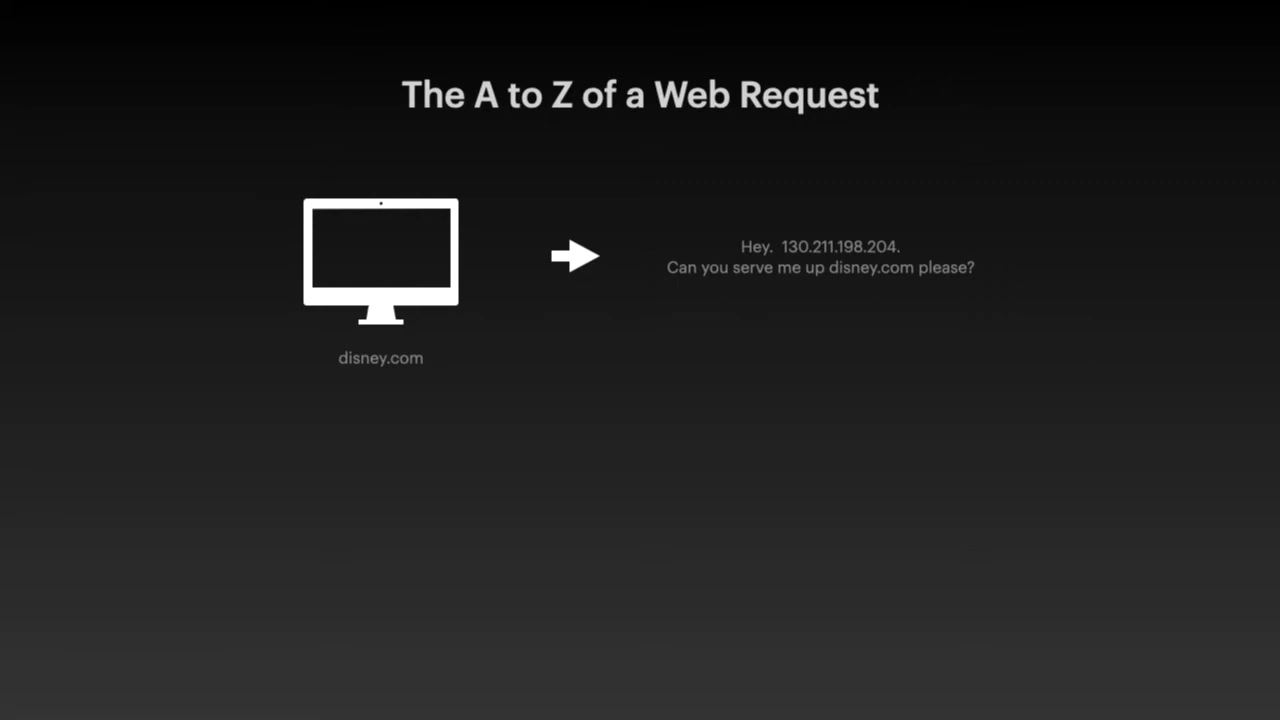 The A to Z of a Web Request
Hey.  130.211.198.204.
Can you serve me up disney.com please?
disney.com